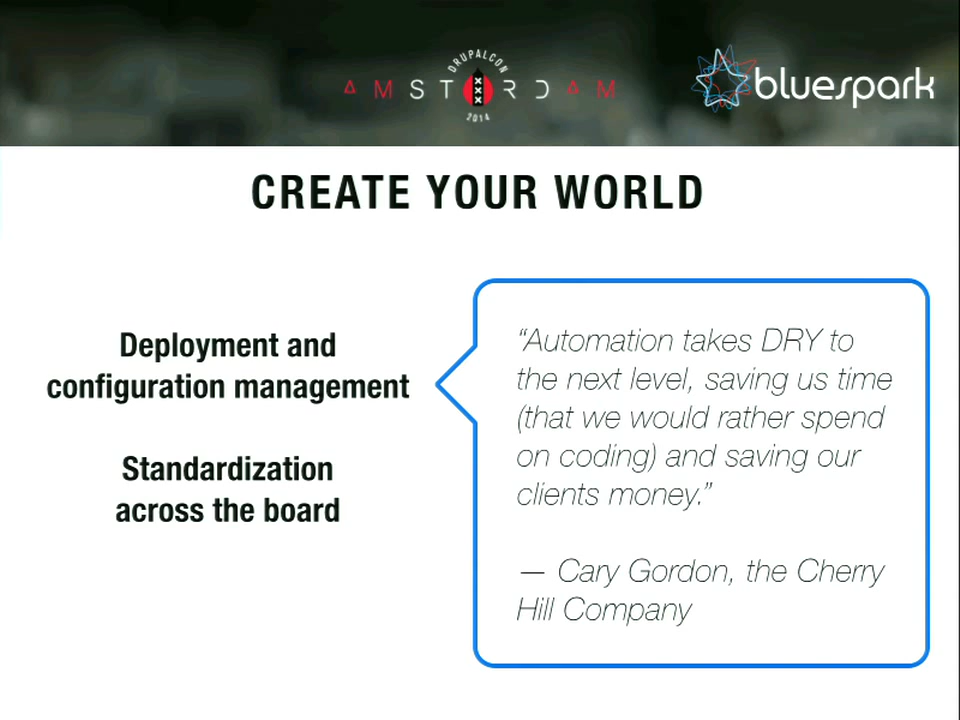 DRUPALCON
AMSTERDAM
2014
bluespark
CREATE YOUR WORLD
Deployment and
configuration management
Standardization
across the board
“Automation takes DRY to
the next level, saving us time
(that we would rather spend
on coding) and saving our
clients money.”
— Cary Gordon, the Cherry
Hill Company